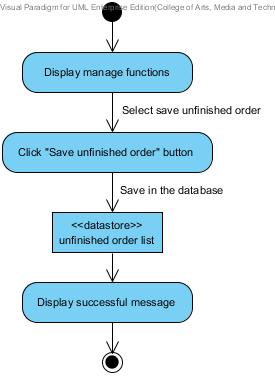 Visual Paradigm for UML Enterprise Edition(College of Arts, Media and Techn
Display manage functions
Select save unfinished order
Click "Save unfinished order" button
Save in the database
<<datastore>>
unfinished order list
Display successful message